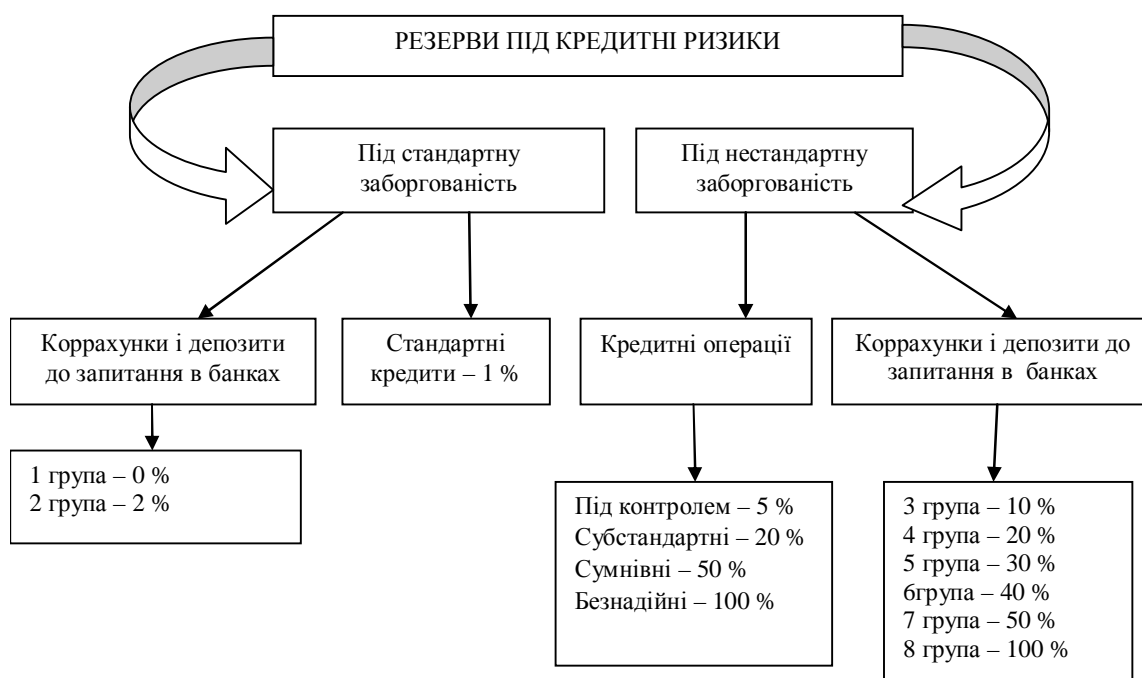 РЕЗЕРВИ ПІД КРЕДИТНІ РИЗИКИ
Під стандартну
заборгованість
Під нестандартну
заборгованість
Коррахунки і депозити
до запитання в банках
Стандартні
кредити – 1 %
Кредитні операції
Коррахунки і депозити до
запитання в банках
1 група – 0 %
2 група – 2 %
Під контролем – 5 %
Субстандартні – 20 %
Сумнівні – 50 %
Безнадійні – 100 %
3 група – 10 %
4 група – 20 %
5 група – 30 %
6група – 40 %
7 група – 50 %
8 група – 100 %